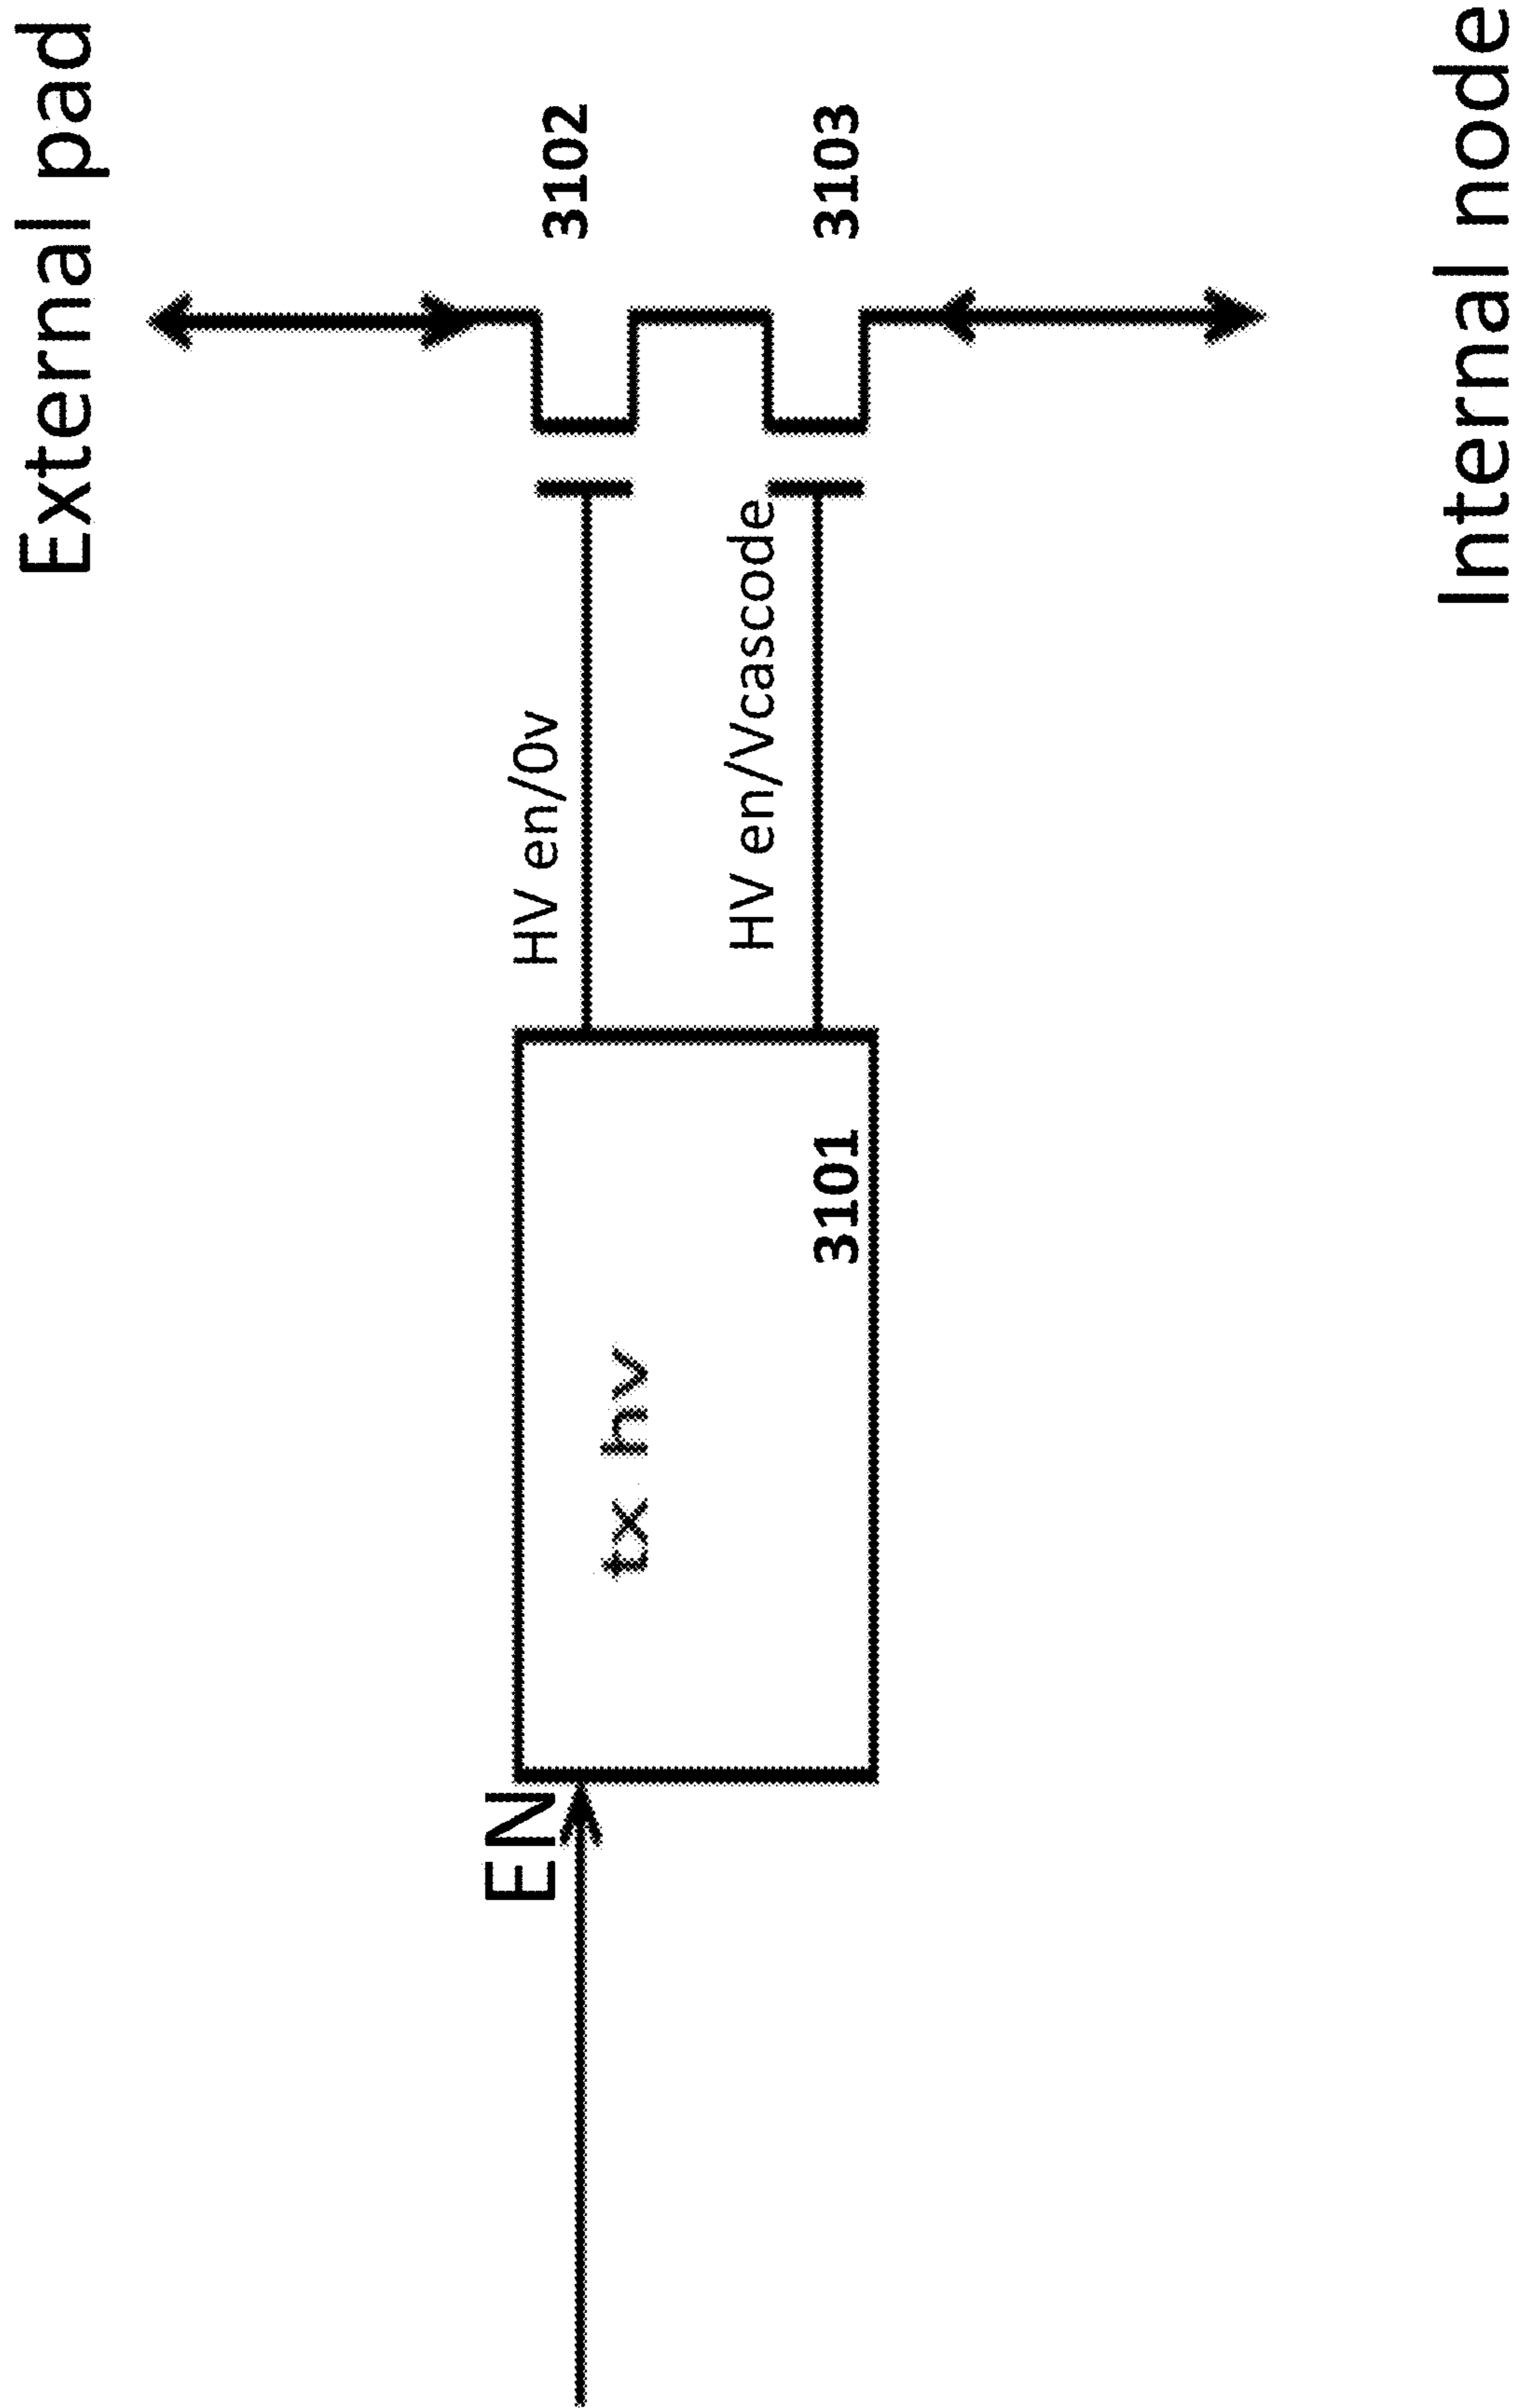 External pad
3102
3103
HV en/0v
HV en/Vcascode
EN
tx hv
3101
Internal node